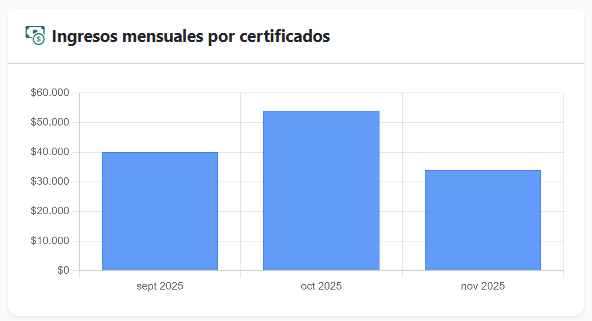 Ingresos mensuales por certificados
$60.000
$50.000
$40.000
$30.000
$20.000
$10.000
$0
sept 2025
oct 2025
nov 2025